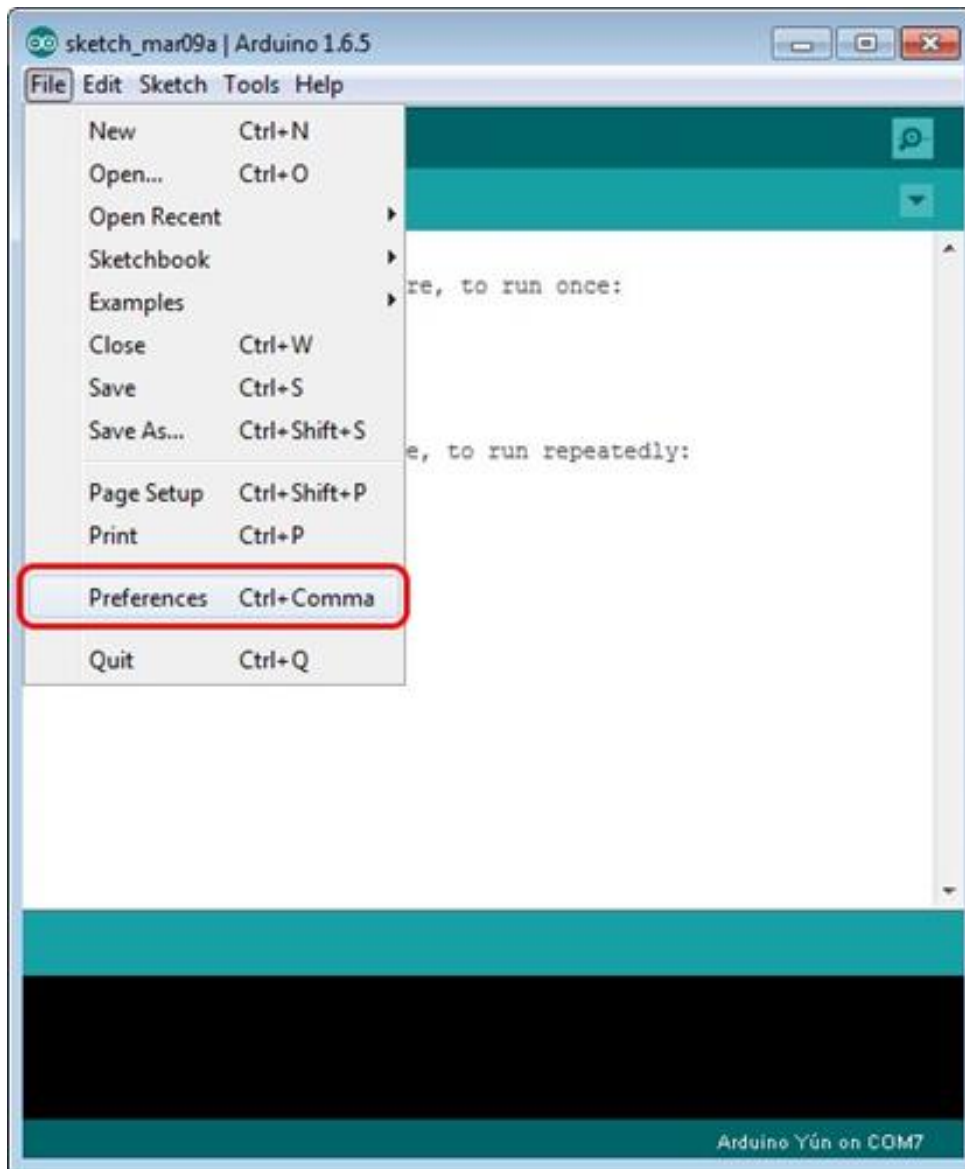 sketch_mar09a | Arduino 1.6.5
File Edit Sketch Tools Help
New Ctrl+N
Open... Ctrl+O
Open Recent
Sketchbook
Examples
re, to run once:
Close Ctrl+W
Save Ctrl+S
Save As... Ctrl+Shift+S
e, to run repeatedly:
Page Setup Ctrl+Shift+P
Print Ctrl+P
Preferences Ctrl+Comma
Quit Ctrl+Q
Arduino Yún on COM7